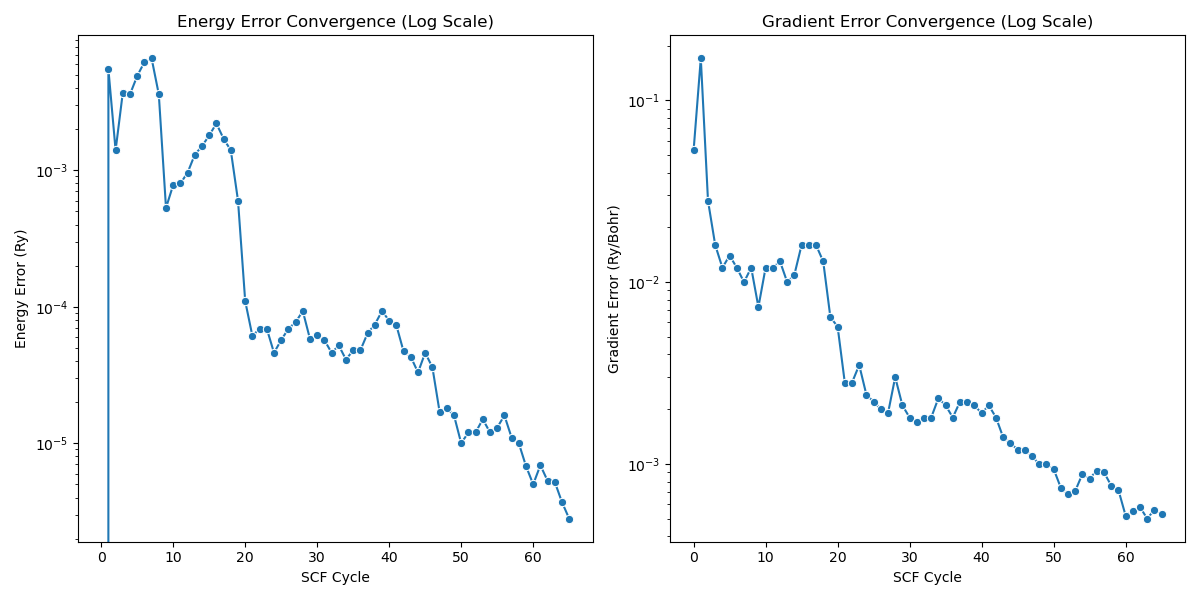 Energy Error Convergence (Log Scale)
Energy Error (Ry)
10⁻³
10⁻⁴
10⁻⁵
0 10 20 30 40 50 60
SCF Cycle
Gradient Error Convergence (Log Scale)
Gradient Error (Ry/Bohr)
10⁻¹
10⁻²
10⁻³
0 10 20 30 40 50 60
SCF Cycle